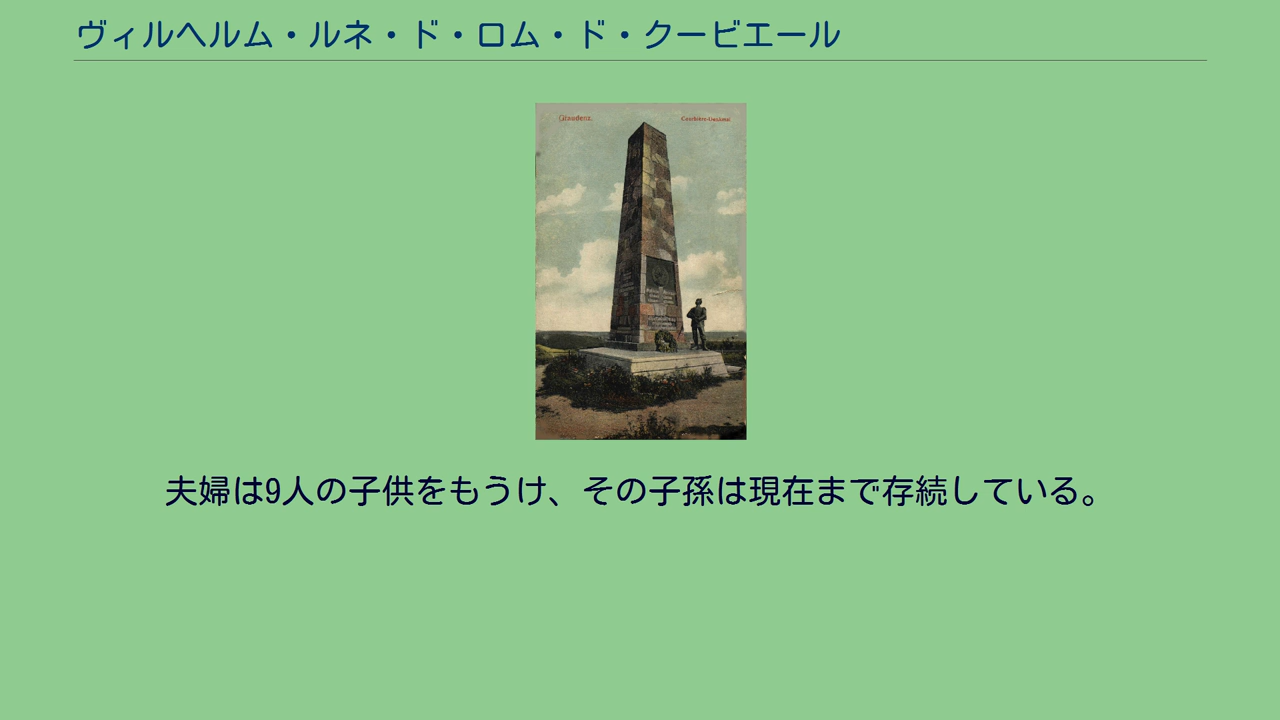 ヴィルヘルム・ルネ・ド・ロム・ド・クービエール
Graudenz.
夫婦は9人の子供をもうけ、その子孫は現在まで存続している。